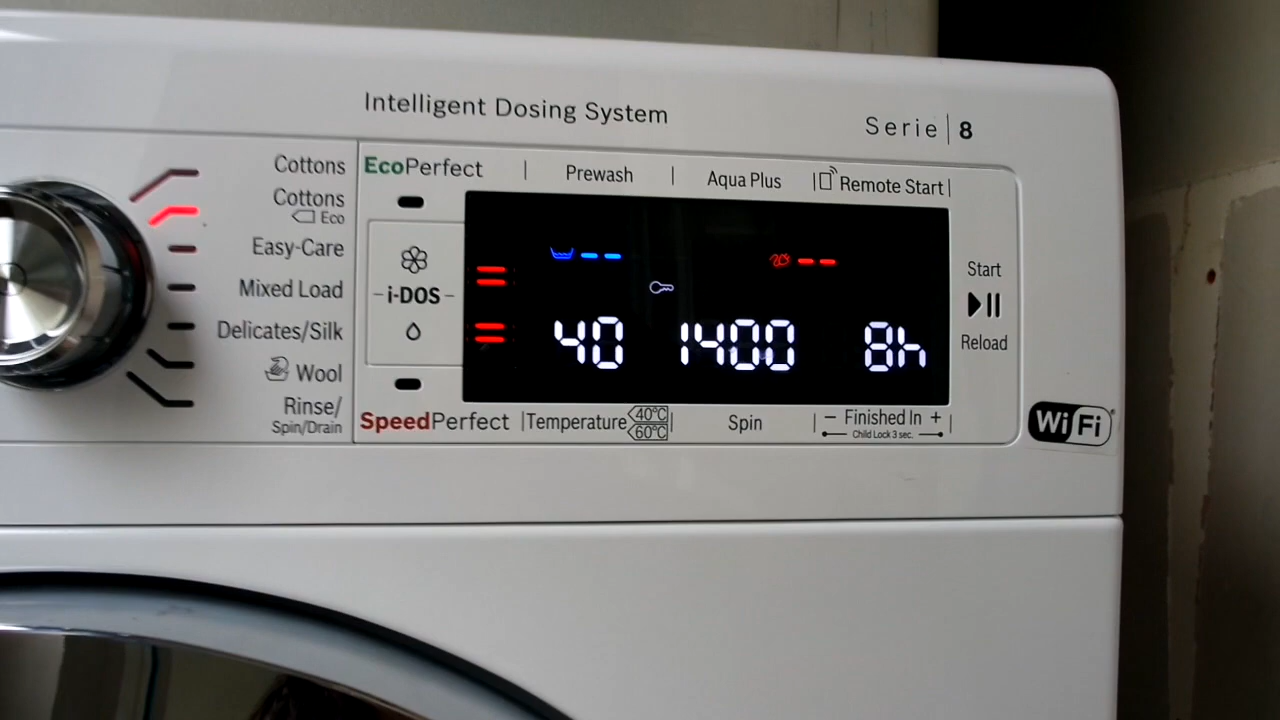 Intelligent Dosing System
Serie 8
Cottons
Cottons
Eco
Easy-Care
Mixed Load
Delicates/Silk
Wool
Rinse/
Spin/Drain
EcoPerfect
Prewash
Aqua Plus
Remote Start
i-DOS
40
1400
8h
SpeedPerfect
Temperature 40°C
60°C
Spin
− Finished In +
Child Lock 3 sec.
Start
Reload
WiFi